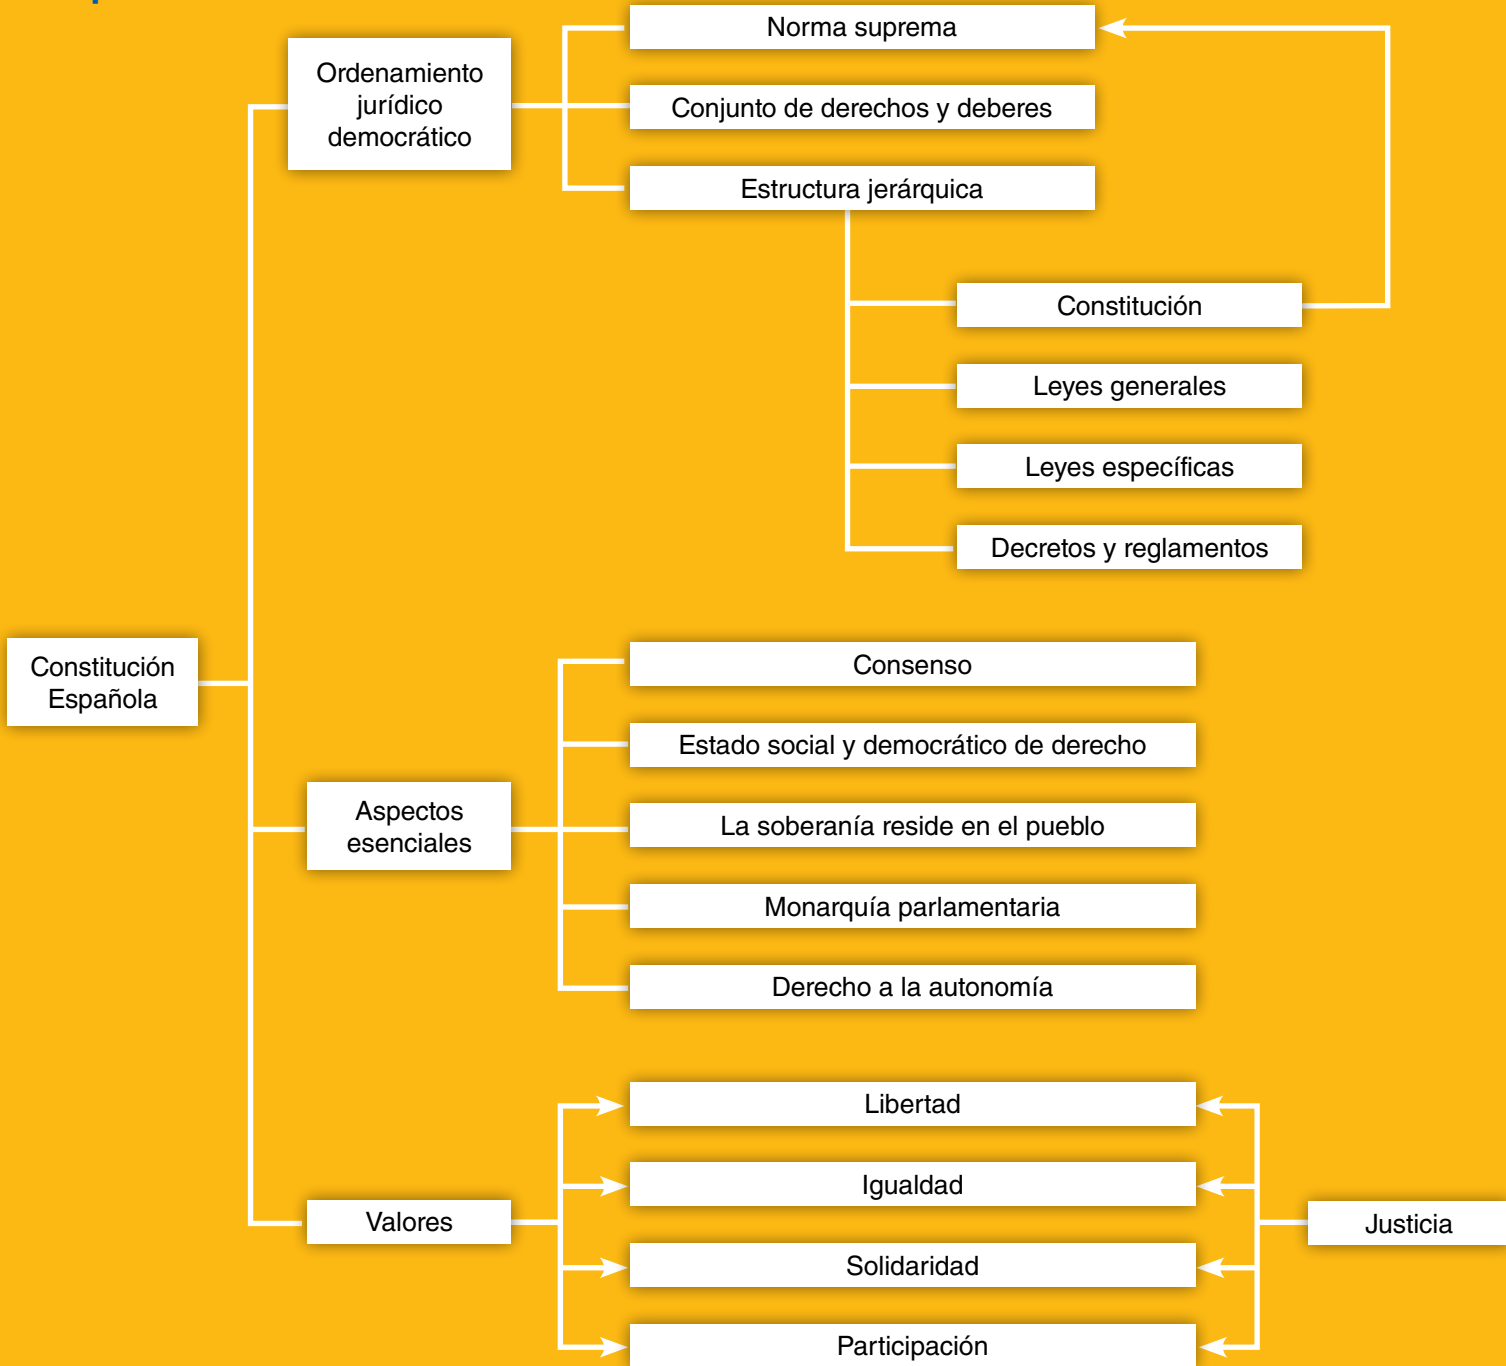 Norma suprema
Ordenamiento
jurídico
democrático
Conjunto de derechos y deberes
Estructura jerárquica
Constitución
Leyes generales
Leyes específicas
Decretos y reglamentos
Constitución
Española
Consenso
Estado social y democrático de derecho
Aspectos
esenciales
La soberanía reside en el pueblo
Monarquía parlamentaria
Derecho a la autonomía
Libertad
Igualdad
Valores
Justicia
Solidaridad
Participación